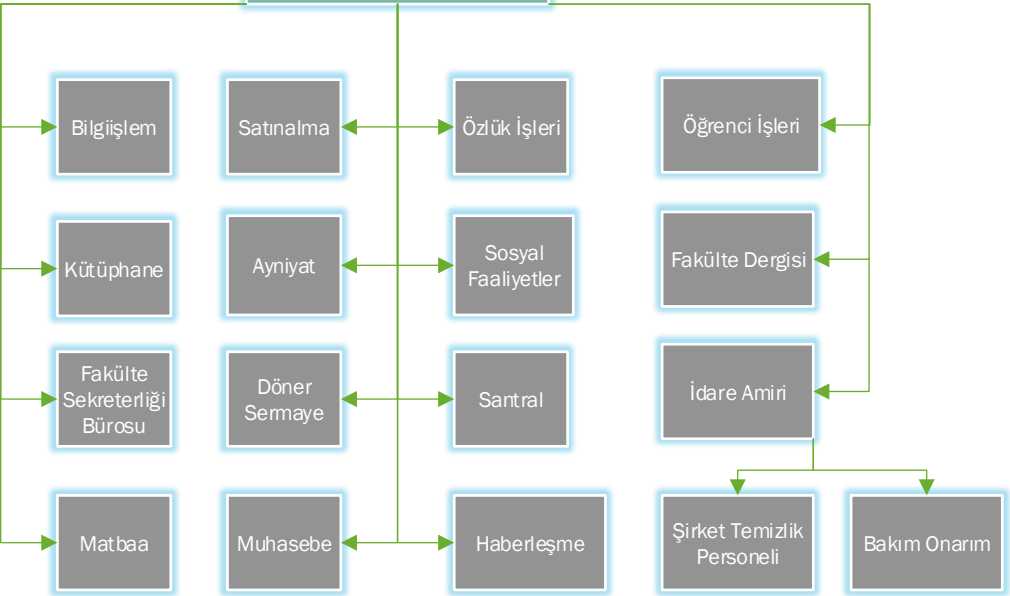 Bilgiişlem
Satınalma
Özlük İşleri
Öğrenci İşleri
Kütüphane
Ayniyat
Sosyal
Faaliyetler
Fakülte Dergisi
Fakülte
Sekreterliği
Bürosu
Döner
Sermaye
Santral
İdare Amiri
Matbaa
Muhasebe
Haberleşme
Şirket Temizlik
Personeli
Bakım Onarım